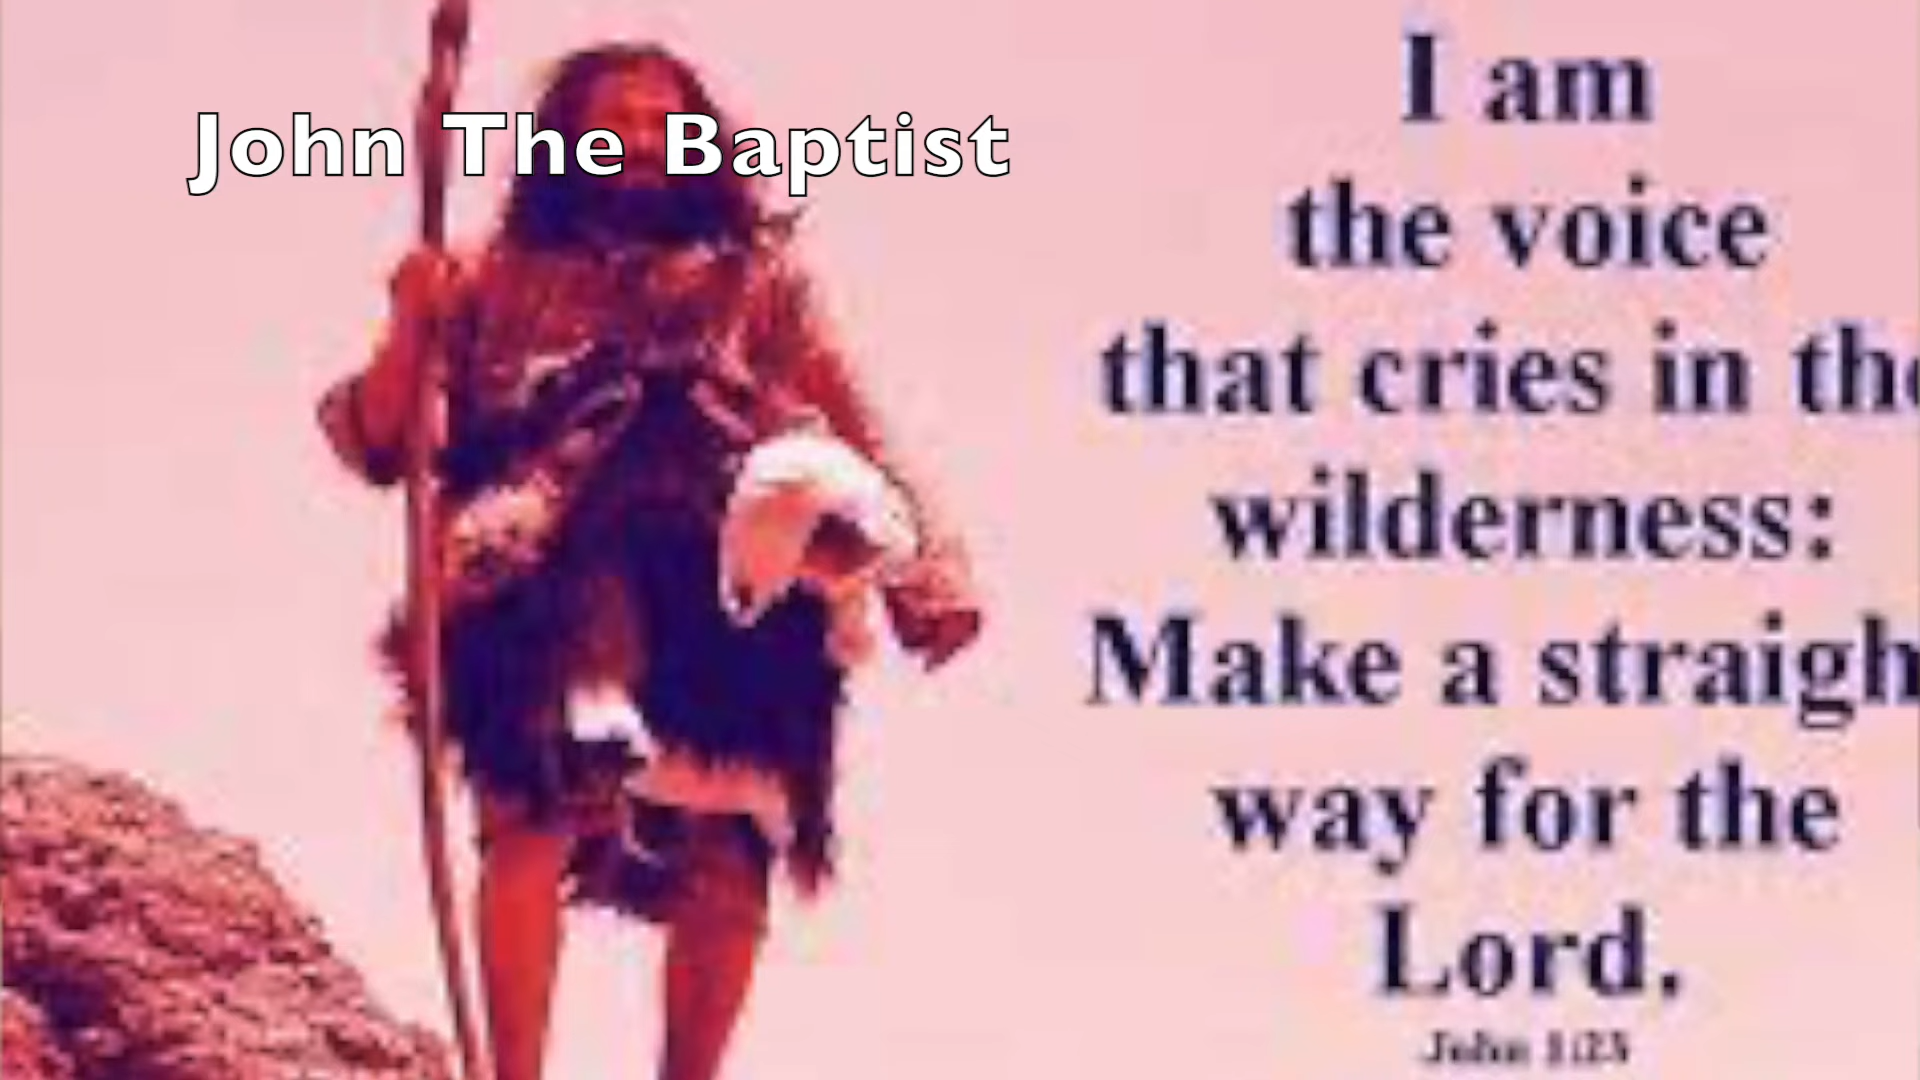 John The Baptist
I am
the voice
that cries in the
wilderness:
Make a straigh
way for the
Lord.
John 1:23